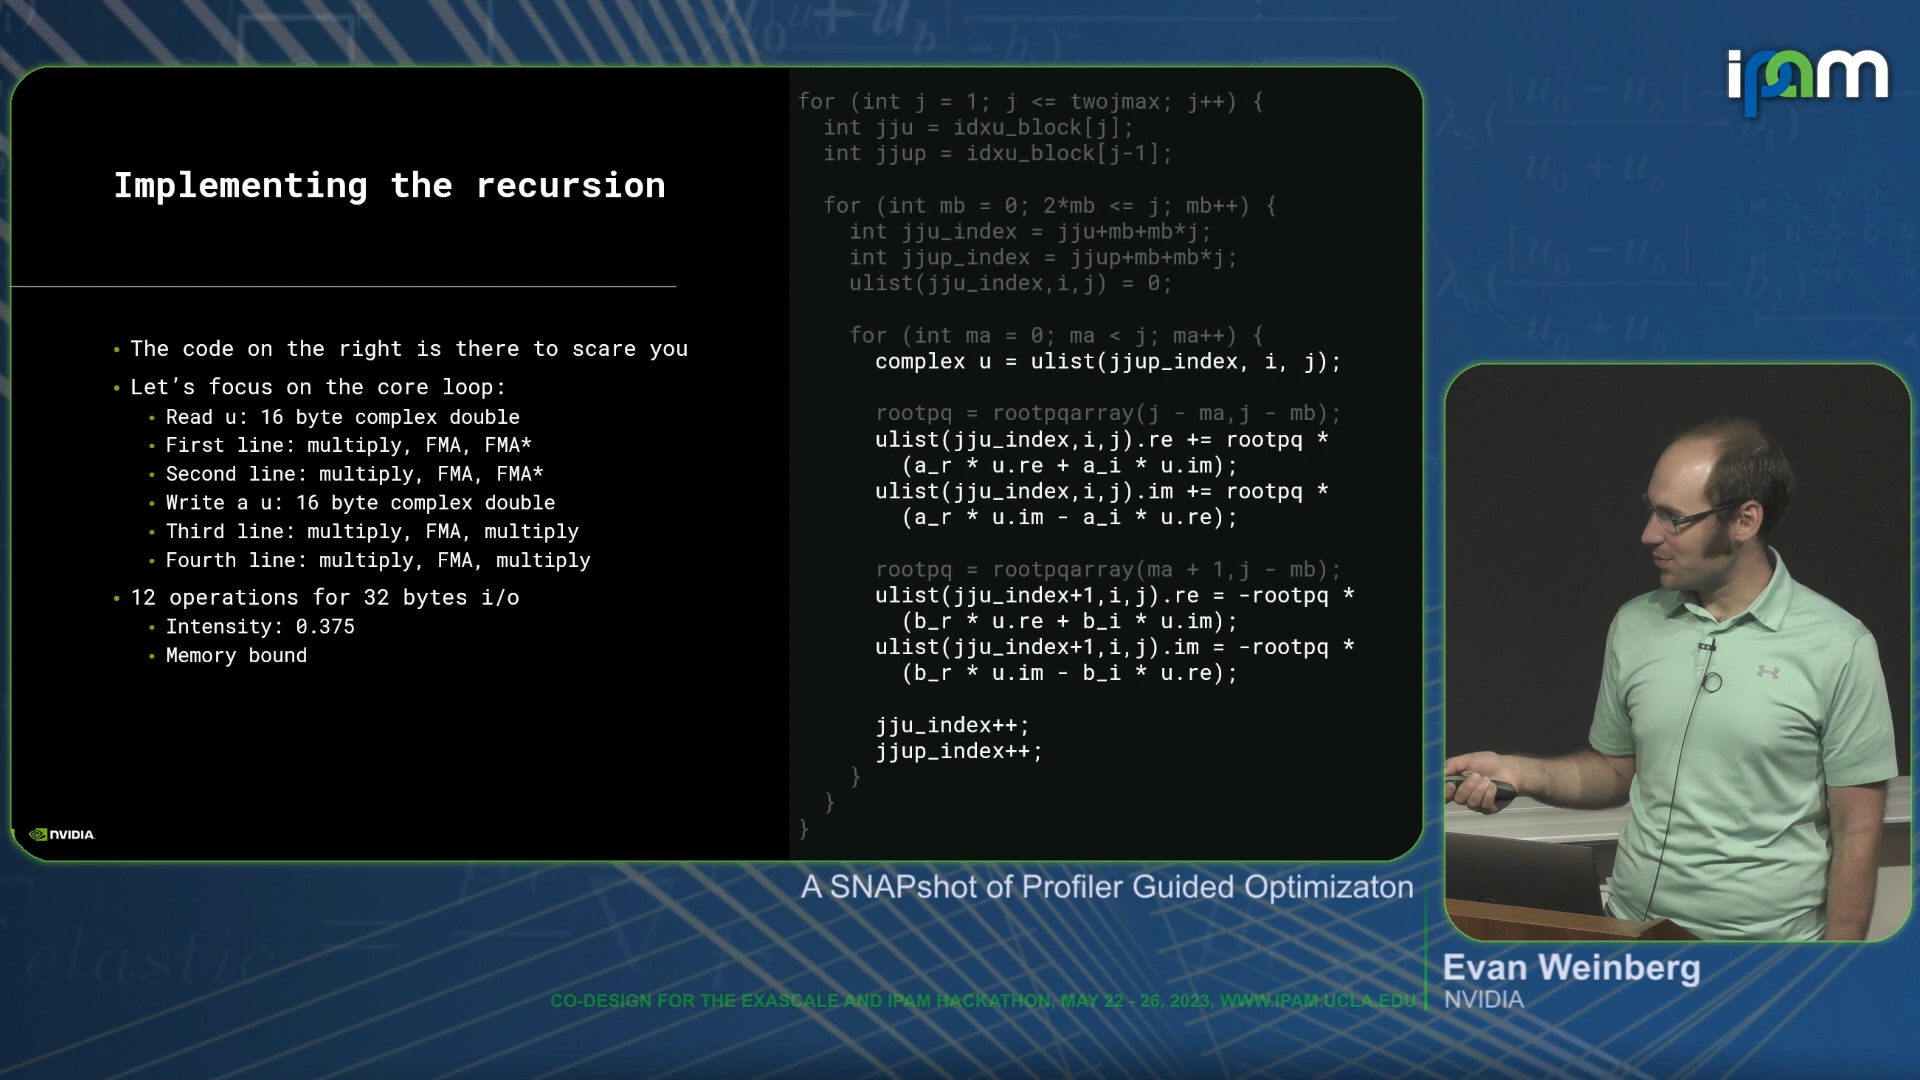 ipam
Implementing the recursion
• The code on the right is there to scare you
• Let’s focus on the core loop:
• Read u: 16 byte complex double
• First line: multiply, FMA, FMA*
• Second line: multiply, FMA, FMA*
• Write a u: 16 byte complex double
• Third line: multiply, FMA, multiply
• Fourth line: multiply, FMA, multiply
• 12 operations for 32 bytes i/o
• Intensity: 0.375
• Memory bound
NVIDIA.
for (int j = 1; j <= twojmax; j++) {
int jju = idxu_block[j];
int jjup = idxu_block[j-1];
for (int mb = 0; 2*mb <= j; mb++) {
int jju_index = jju+mb+mb*j;
int jjup_index = jjup+mb+mb*j;
ulist(jju_index,i,j) = 0;
for (int ma = 0; ma < j; ma++) {
complex u = ulist(jjup_index, i, j);
rootpq = rootpqarray(j - ma,j - mb);
ulist(jju_index,i,j).re += rootpq *
(a_r * u.re + a_i * u.im);
ulist(jju_index,i,j).im += rootpq *
(a_r * u.im - a_i * u.re);
rootpq = rootpqarray(ma + 1,j - mb);
ulist(jju_index+1,i,j).re = -rootpq *
(b_r * u.re + b_i * u.im);
ulist(jju_index+1,i,j).im = -rootpq *
(b_r * u.im - b_i * u.re);
jju_index++;
jjup_index++;
}
}
}
A SNAPshot of Profiler Guided Optimizaton
Evan Weinberg
NVIDIA
CO-DESIGN FOR THE EXASCALE AND IPAM HACKATHON, MAY 22 - 26, 2023, WWW.IPAM.UCLA.EDU
elastic